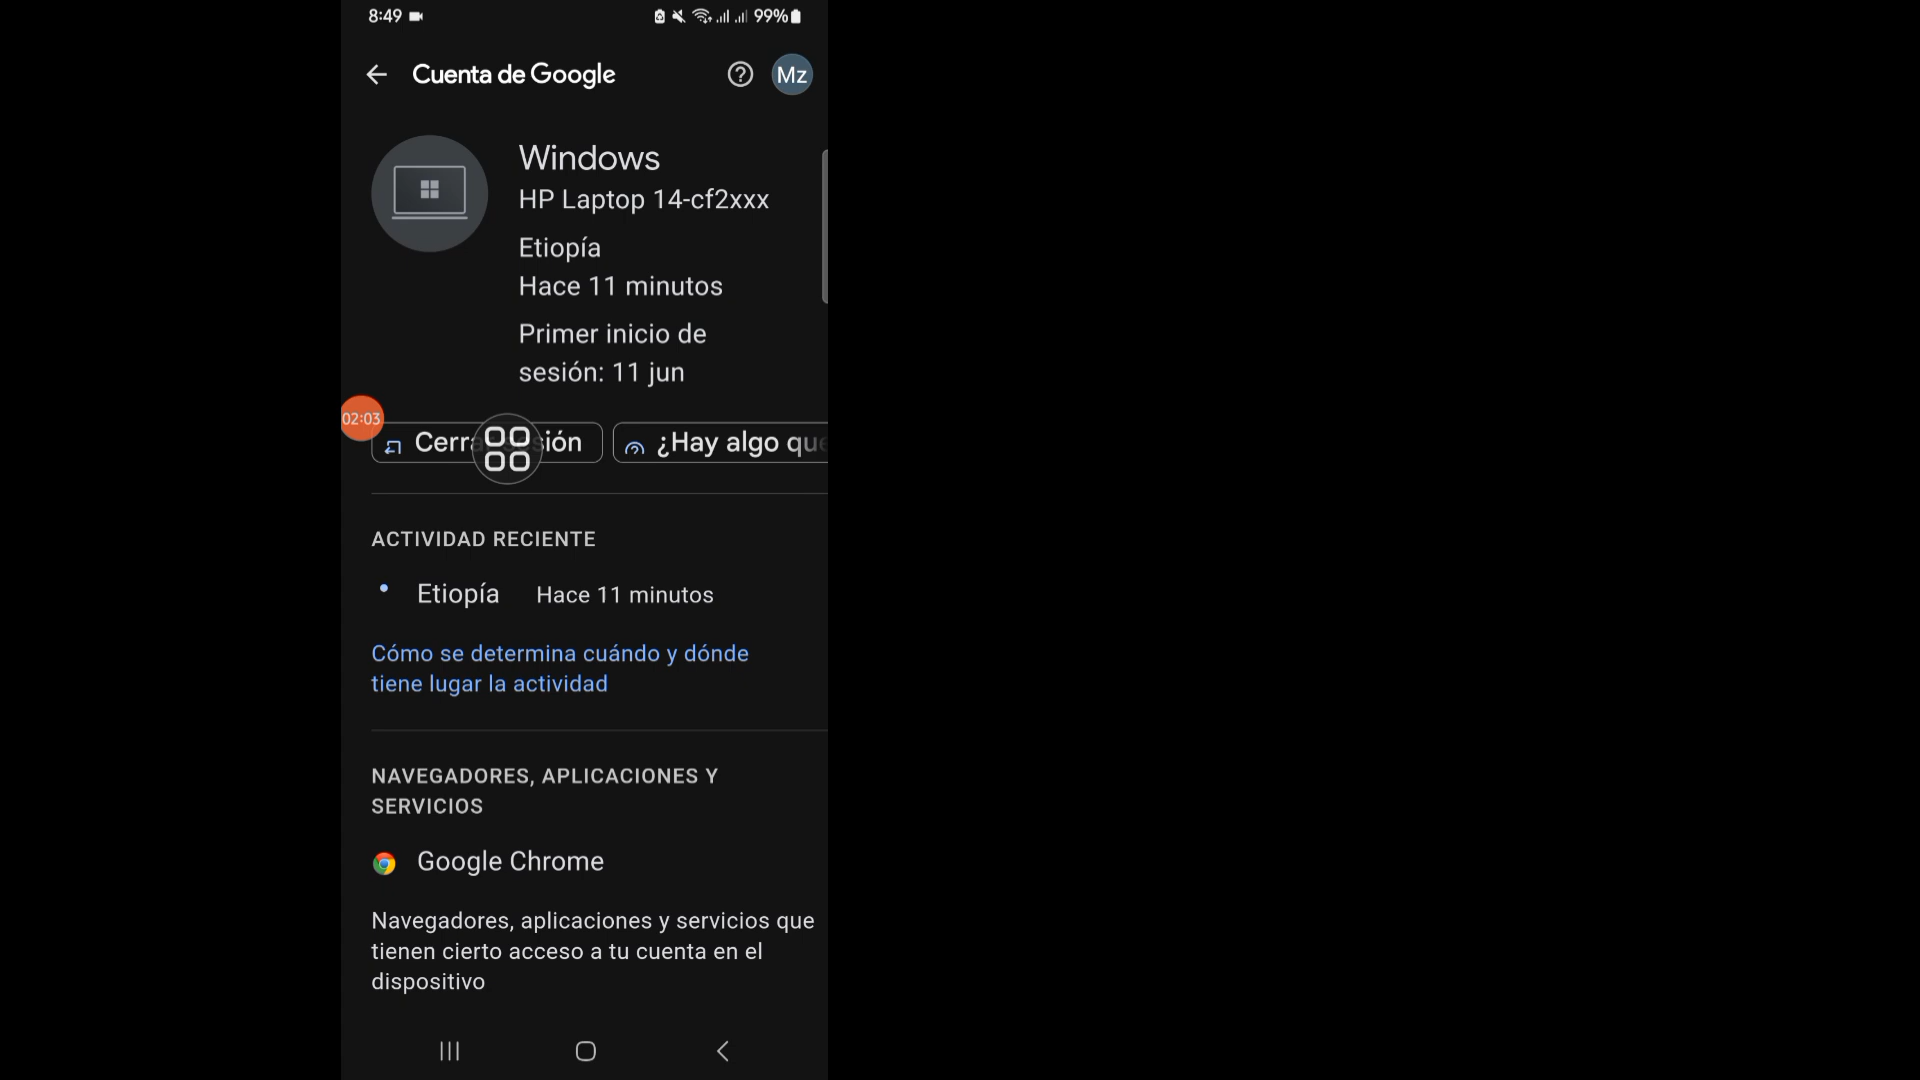 8:49
99%
Cuenta de Google
Mz
Windows
HP Laptop 14-cf2xxx
Etiopía
Hace 11 minutos
Primer inicio de
sesión: 11 jun
02:03
¿Hay algo que
ACTIVIDAD RECIENTE
Etiopía Hace 11 minutos
Cómo se determina cuándo y dónde
tiene lugar la actividad
NAVEGADORES, APLICACIONES Y
SERVICIOS
Google Chrome
Navegadores, aplicaciones y servicios que
tienen cierto acceso a tu cuenta en el
dispositivo